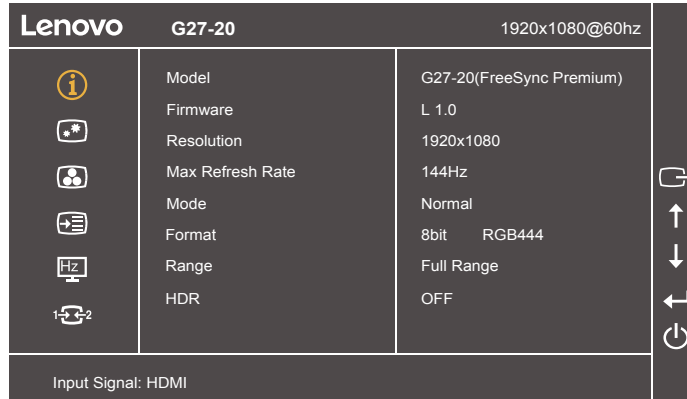 Lenovo G27-20 1920x1080@60hz
Model G27-20(FreeSync Premium)
Firmware L 1.0
Resolution 1920x1080
Max Refresh Rate 144Hz
Mode Normal
Format 8bit RGB444
Range Full Range
Hz
HDR OFF
1 2
Input Signal: HDMI